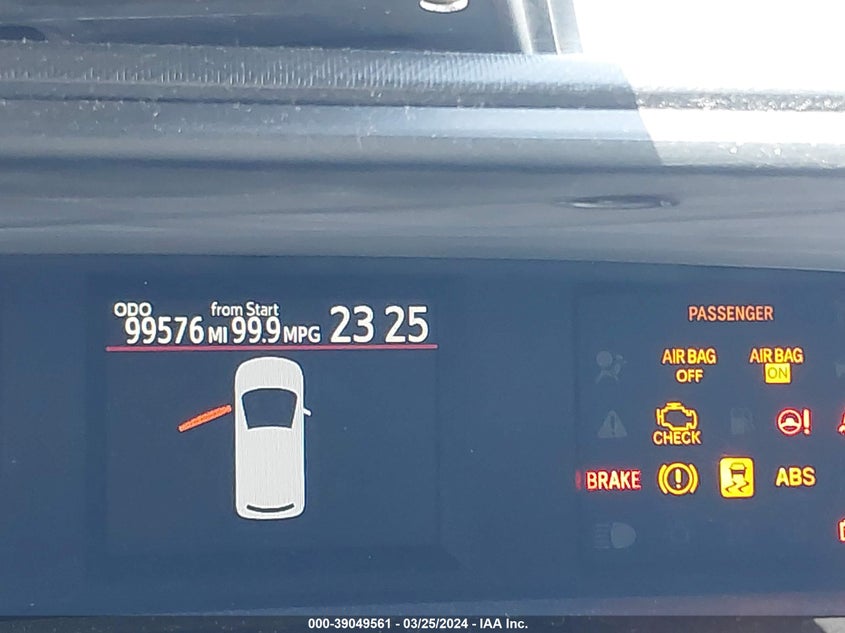 ODO from Start
99576 MI 99.9 MPG 23 25
PASSENGER
AIR BAG AIR BAG
OFF ON
CHECK
BRAKE ABS
000-39049561 - 03/25/2024 - IAA Inc.